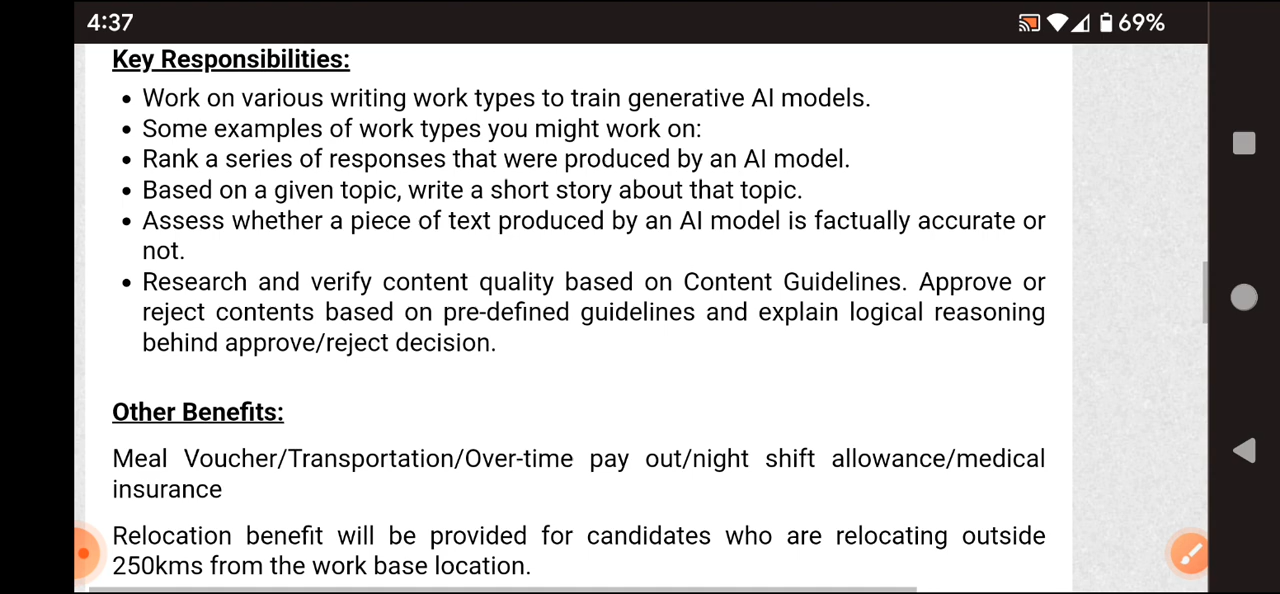 4:37
69%
Key Responsibilities:
Work on various writing work types to train generative AI models.
Some examples of work types you might work on:
Rank a series of responses that were produced by an AI model.
Based on a given topic, write a short story about that topic.
Assess whether a piece of text produced by an AI model is factually accurate or
not.
Research and verify content quality based on Content Guidelines. Approve or
reject contents based on pre-defined guidelines and explain logical reasoning
behind approve/reject decision.
Other Benefits:
Meal Voucher/Transportation/Over-time pay out/night shift allowance/medical
insurance
Relocation benefit will be provided for candidates who are relocating outside
250kms from the work base location.